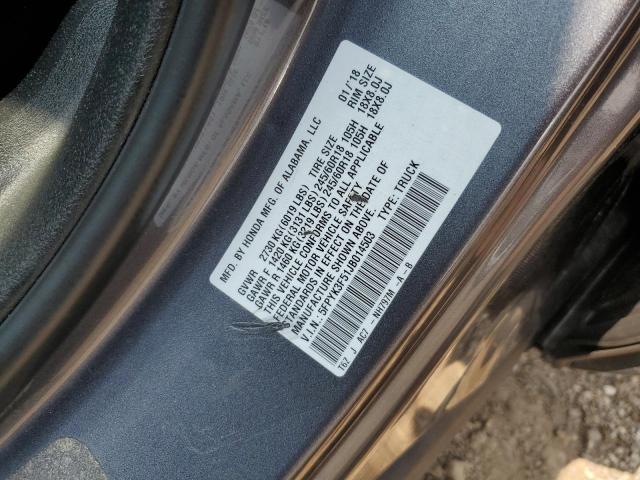 MFD. BY HONDA MFG. OF ALABAMA, LLC 01/'18
GVWR 2730 KG(6019 LBS) TIRE SIZE RIM SIZE
GAWR F 1420 KG(3131 LBS) 245/60R18 105H 18X8.0J
GAWR R 1460 KG(3219 LBS) 245/60R18 105H 18X8.0J
THIS VEHICLE CONFORMS TO ALL APPLICABLE
FEDERAL MOTOR VEHICLE SAFETY
STANDARDS IN EFFECT ON THE DATE OF
MANUFACTURE SHOWN ABOVE.
V.I.N.: 5FPYK3F51JB014503 TYPE: TRUCK
T6Z J AC7 - NH797M -A-B